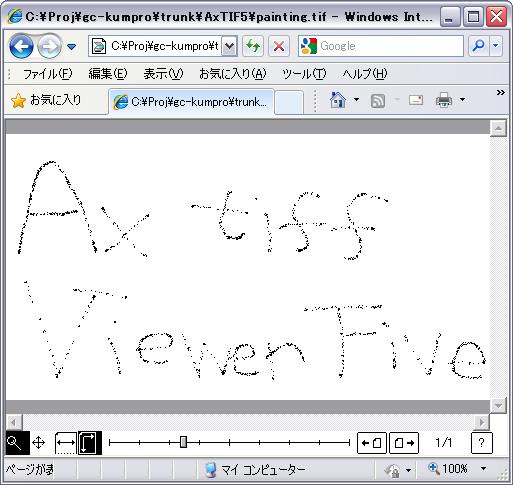 C:¥Proj¥gc-kumpro¥trunk¥AxTIF5¥painting.tif - Windows Int...
C:¥Proj¥gc-kumpro¥t
Google
ファイル(F) 編集(E) 表示(V) お気に入り(A) ツール(T) ヘルプ(H)
お気に入り
C:¥Proj¥gc-kumpro¥trunk...
Ax tiff
Viewer Five
1/1
?
ページがま
マイ コンピューター
100%